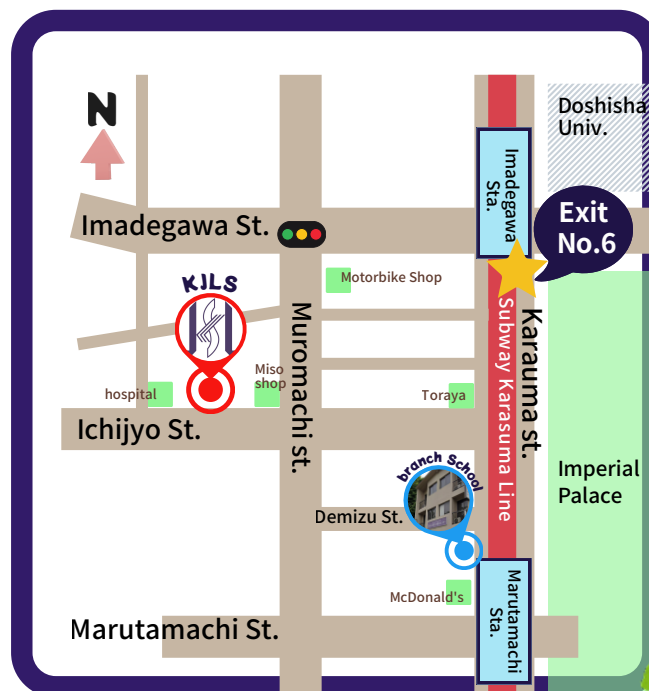 N
Doshisha
Univ.
Imadegawa
Sta.
Imadegawa St.
Exit
No.6
KJLS
Motorbike Shop
Muromachi st.
Subway Karasuma Line
Karauma st.
Miso
shop
hospital
Toraya
Ichijyo St.
branch School
Imperial
Palace
Demizu St.
McDonald's
Marutamachi
Sta.
Marutamachi St.